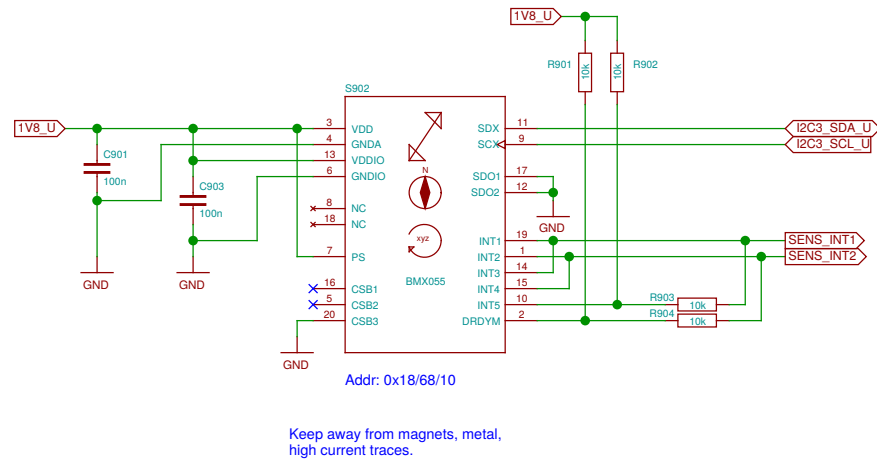 1V8_U
R901
10k
10k
R902
S902
1V8_U
3
VDD
SDX
11
I2C3_SDA_U
4
GNDA
SCX
9
I2C3_SCL_U
C901
100n
13
VDDIO
6
GNDIO
N
SDO1
17
SDO2
12
C903
100n
8
NC
18
NC
GND
xyz
INT1
19
SENS_INT1
7
PS
INT2
1
SENS_INT2
INT3
14
GND
GND
16
CSB1
BMX055
INT4
15
5
CSB2
INT5
10
R903
10k
20
CSB3
DRDYM
2
R904
10k
GND
Addr: 0x18/68/10
Keep away from magnets, metal,
high current traces.